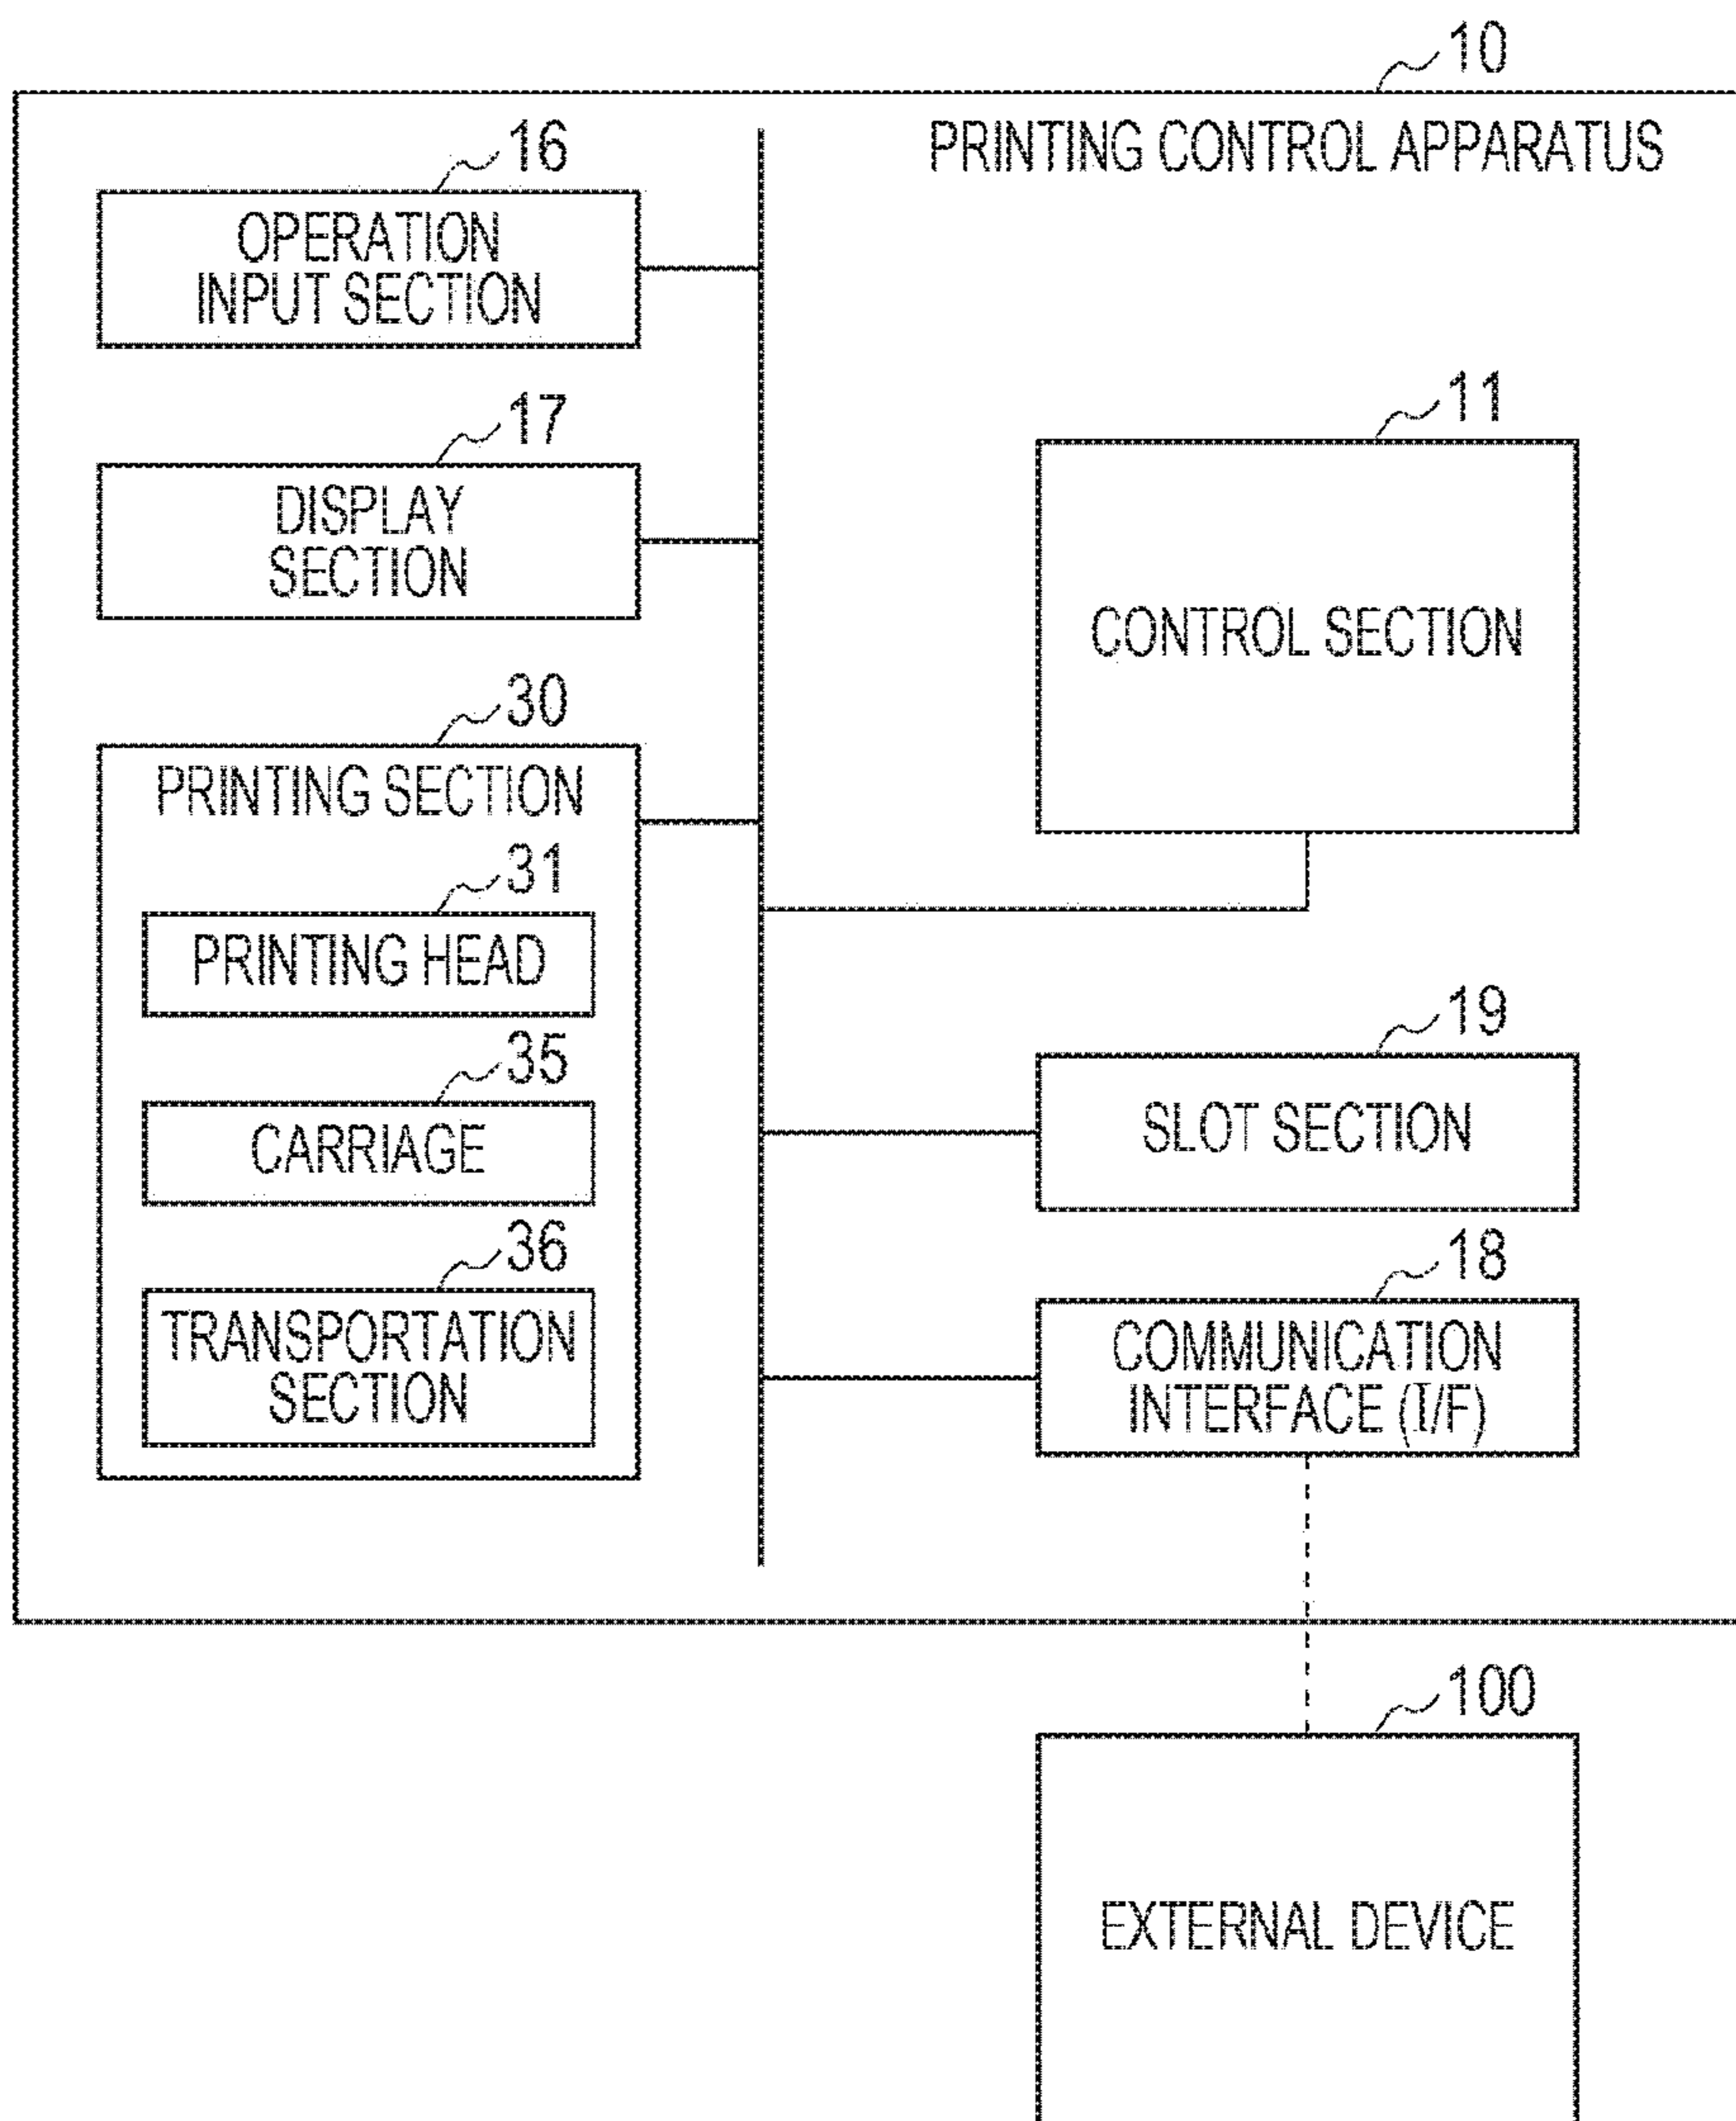 10
PRINTING CONTROL APPARATUS
16
OPERATION
INPUT SECTION
17
DISPLAY
SECTION
30
PRINTING SECTION
31
PRINTING HEAD
35
CARRIAGE
36
TRANSPORTATION
SECTION
11
CONTROL SECTION
19
SLOT SECTION
18
COMMUNICATION
INTERFACE (I/F)
100
EXTERNAL DEVICE